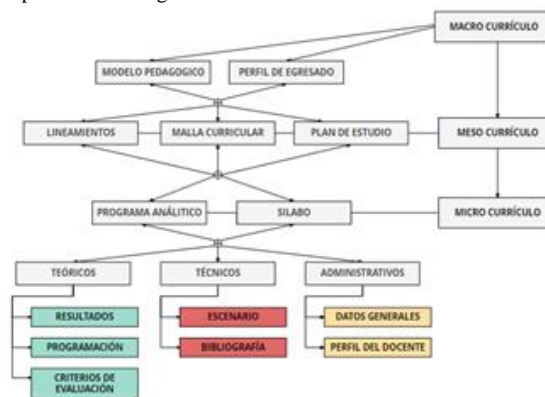 MACRO CURRÍCULO
MODELO PEDAGOGICO
PERFIL DE EGRESADO
LINEAMIENTOS
MALLA CURRICULAR
PLAN DE ESTUDIO
MESO CURRÍCULO
PROGRAMA ANÁLITICO
SILABO
MICRO CURRÍCULO
TEÓRICOS
TÉCNICOS
ADMINISTRATIVOS
RESULTADOS
ESCENARIO
DATOS GENERALES
PROGRAMACIÓN
BIBLIOGRAFÍA
PERFIL DEL DOCENTE
CRITERIOS DE
EVALUACIÓN